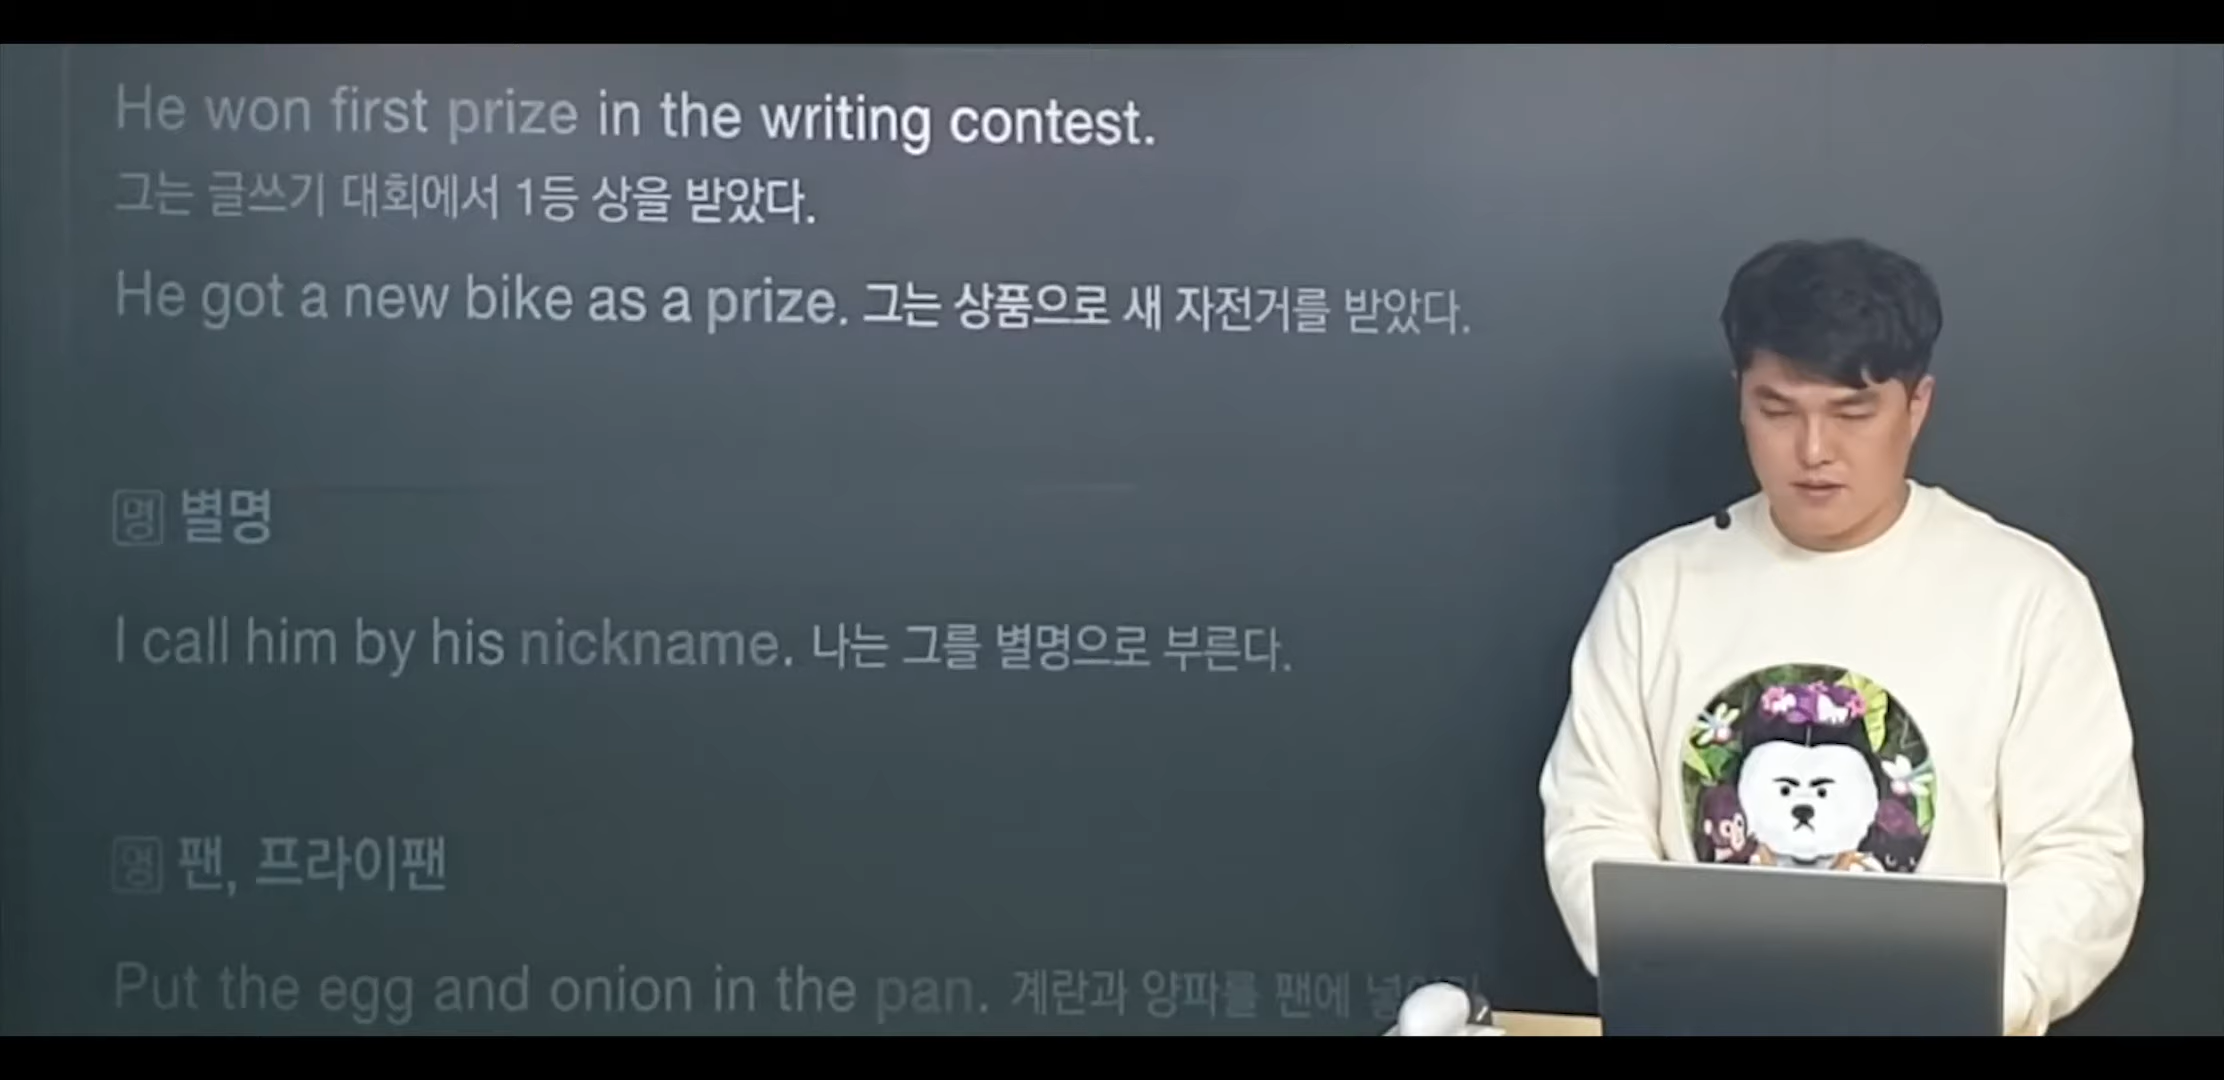 He won first prize in the writing contest.
그는 글쓰기 대회에서 1등 상을 받았다.
He got a new bike as a prize. 그는 상품으로 새 자전거를 받았다.
명 별명
I call him by his nickname. 나는 그를 별명으로 부른다.
명 팬, 프라이팬
Put the egg and onion in the pan. 계란과 양파를 팬에